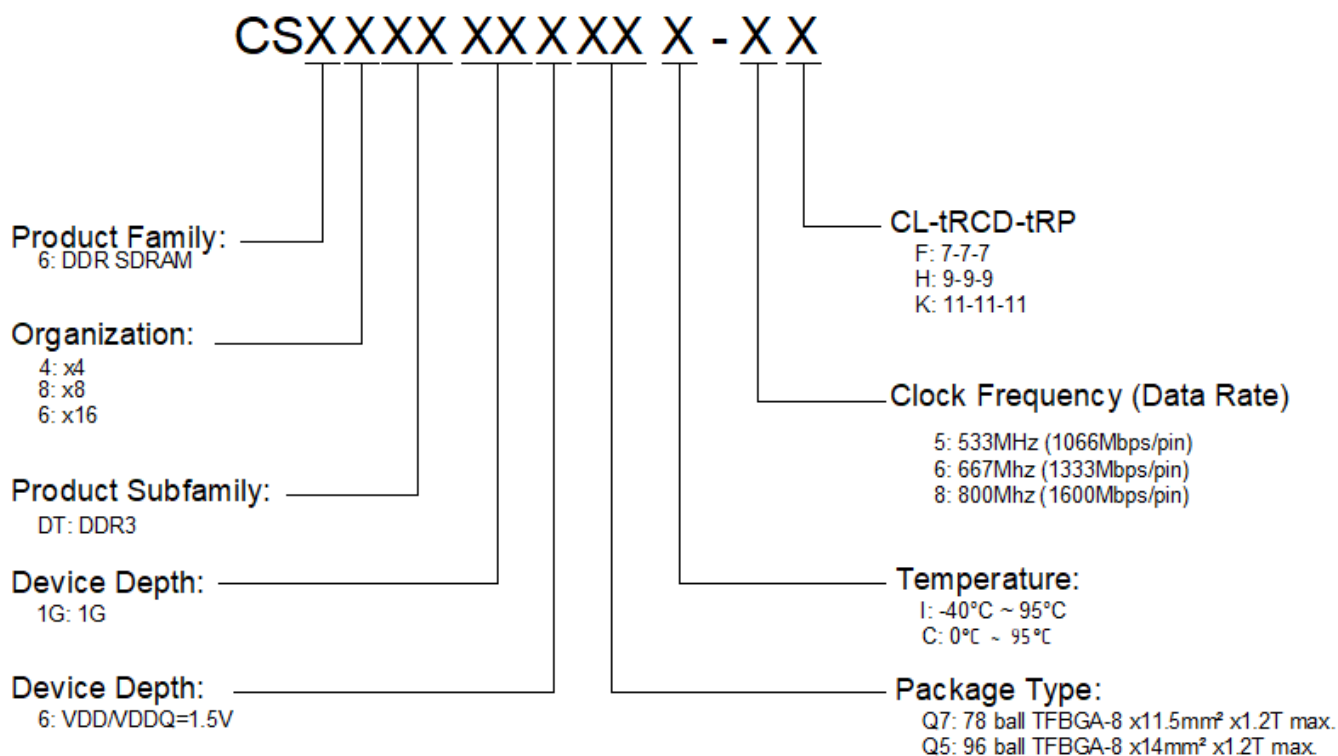 CSXXXX XXXXX X - X X
Product Family:
6: DDR SDRAM
Organization:
4: x4
8: x8
6: x16
Product Subfamily:
DT: DDR3
Device Depth:
1G: 1G
Device Depth:
6: VDD/VDDQ=1.5V
CL-tRCD-tRP
F: 7-7-7
H: 9-9-9
K: 11-11-11
Clock Frequency (Data Rate)
5: 533MHz (1066Mbps/pin)
6: 667Mhz (1333Mbps/pin)
8: 800Mhz (1600Mbps/pin)
Temperature:
I: -40°C ~ 95°C
C: 0°C ~ 95°C
Package Type:
Q7: 78 ball TFBGA-8 x11.5mm² x1.2T max.
Q5: 96 ball TFBGA-8 x14mm² x1.2T max.